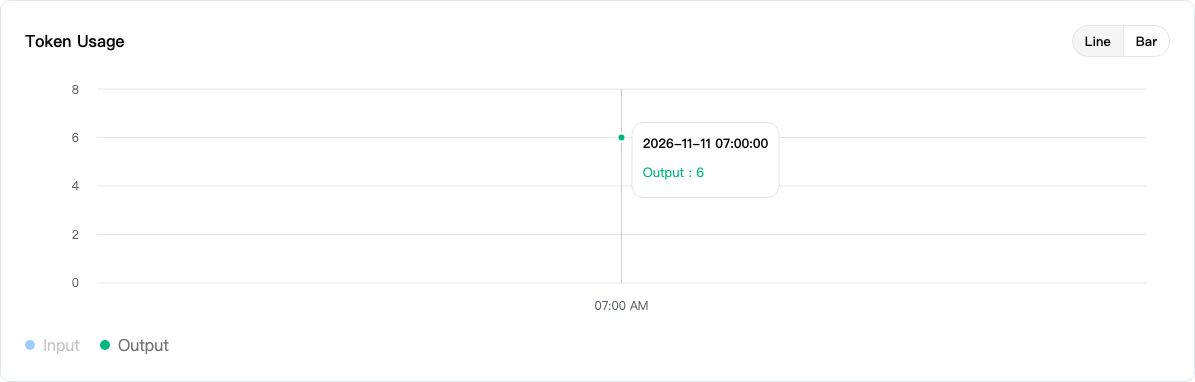 Token Usage
Line Bar
8
6
4
2
0
2026-11-11 07:00:00
Output : 6
07:00 AM
Input Output